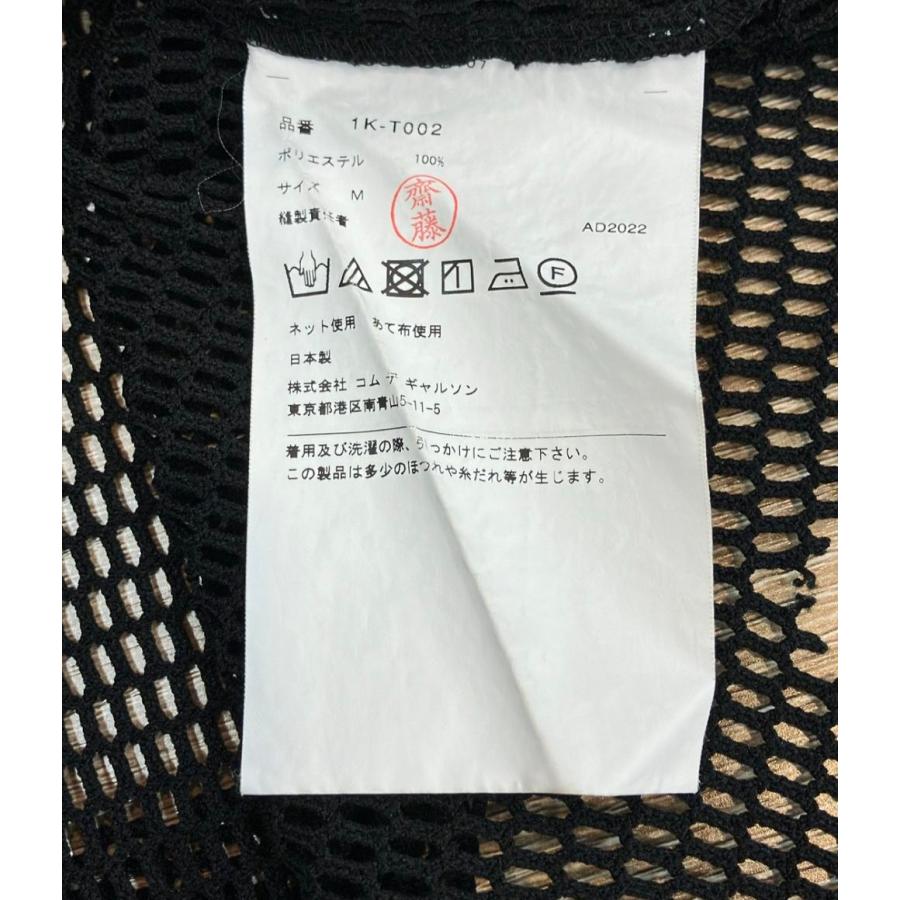 品番 1K-T002
ポリエステル 100%
サイズ M
縫製責任者 齋藤
AD2022
F
ネット使用 あて布使用
日本製
株式会社 コム デ ギャルソン
東京都港区南青山5-11-5
着用及び洗濯の際、引っかけにご注意下さい。
この製品は多少のほつれや糸だれ等が生じます。